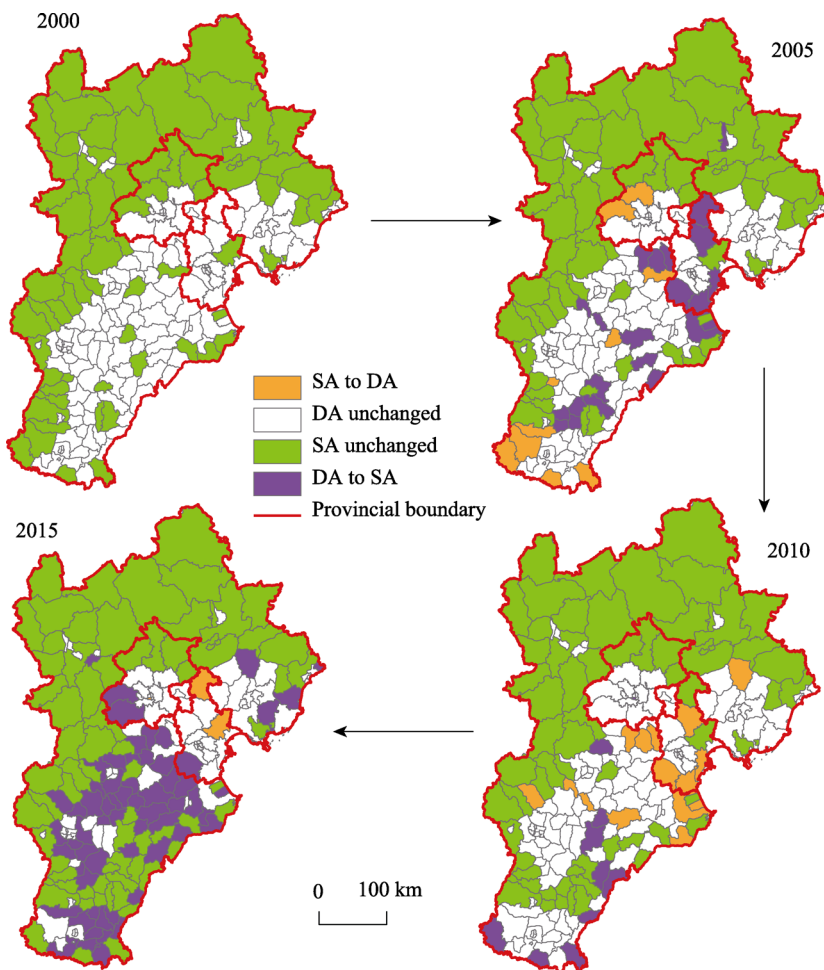 2000
2005
SA to DA
DA unchanged
SA unchanged
DA to SA
Provincial boundary
2015
2010
0 100 km